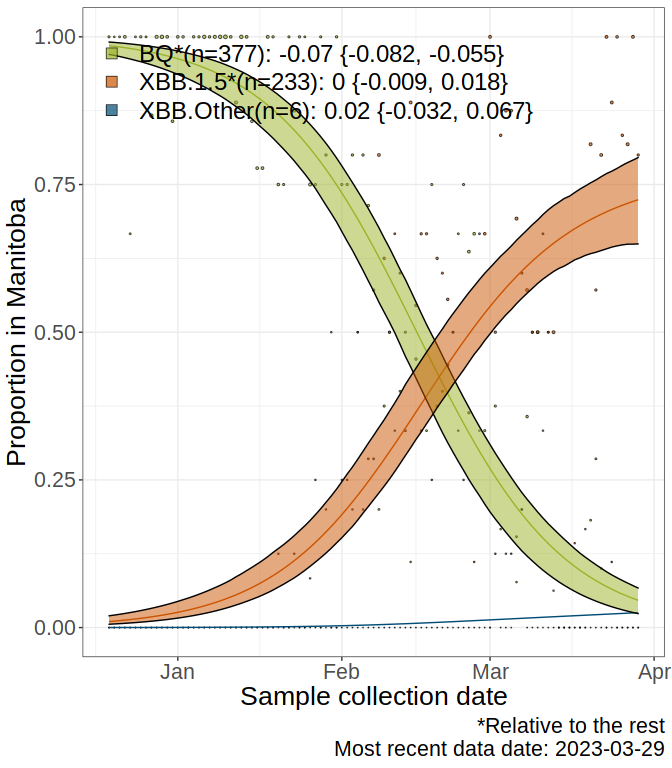 1.00
0.75
0.50
0.25
0.00
Proportion in Manitoba
BQ*(n=377): -0.07 {-0.082, -0.055}
XBB.1.5*(n=233): 0 {-0.009, 0.018}
XBB.Other(n=6): 0.02 {-0.032, 0.067}
Jan Feb Mar Apr
Sample collection date
*Relative to the rest
Most recent data date: 2023-03-29